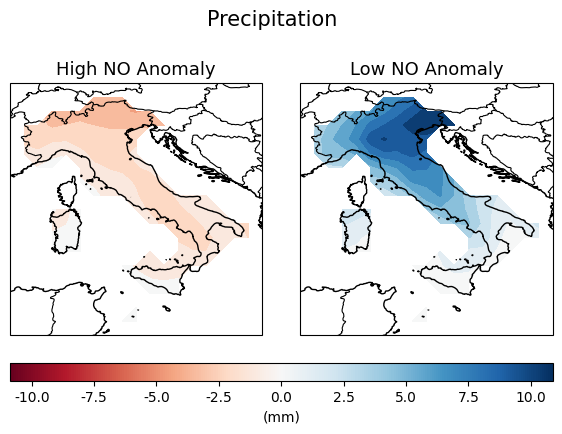 Precipitation
High NO Anomaly
Low NO Anomaly
-10.0 -7.5 -5.0 -2.5 0.0 2.5 5.0 7.5 10.0
(mm)